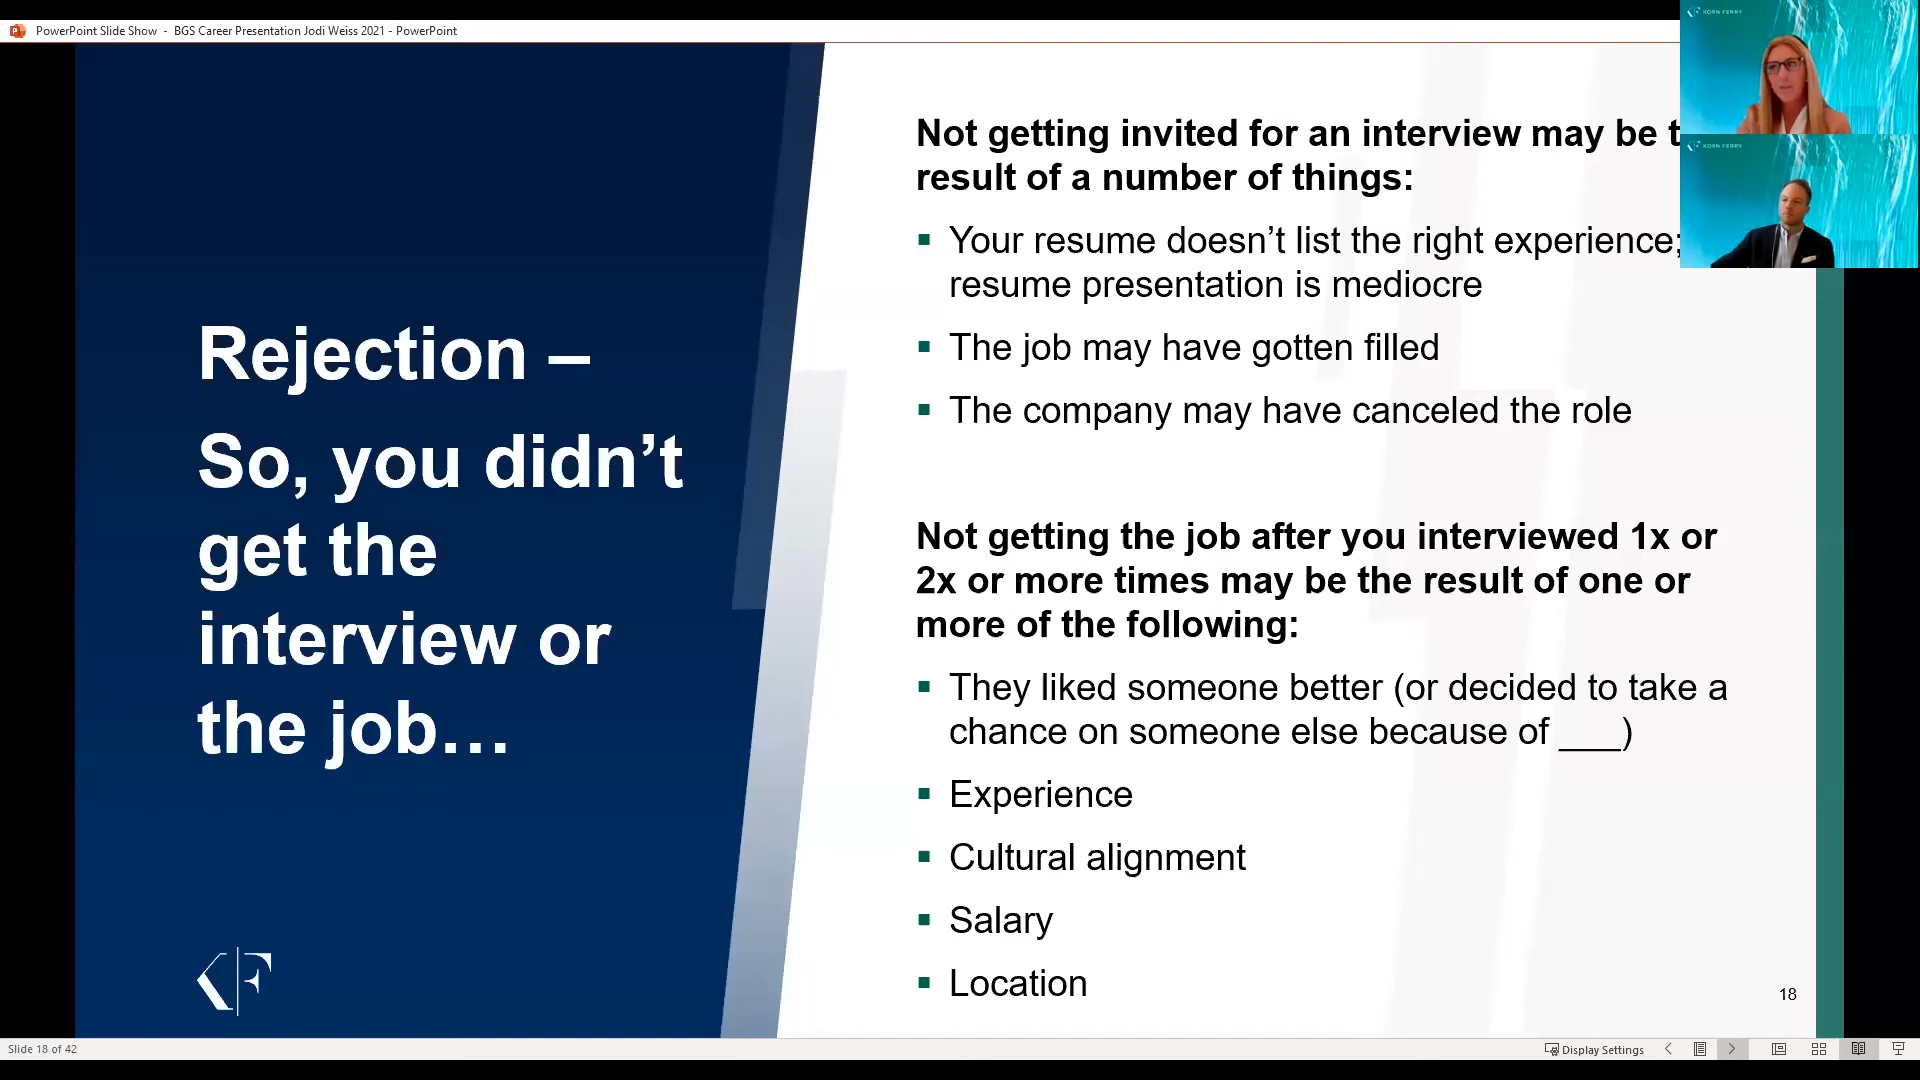 PowerPoint Slide Show - BGS Career Presentation Jodi Weiss 2021 - PowerPoint
KORN FERRY
KORN FERRY
Rejection –
So, you didn’t
get the
interview or
the job…
KF
Not getting invited for an interview may be t
result of a number of things:
▪ Your resume doesn’t list the right experience;
resume presentation is mediocre
▪ The job may have gotten filled
▪ The company may have canceled the role
Not getting the job after you interviewed 1x or
2x or more times may be the result of one or
more of the following:
▪ They liked someone better (or decided to take a
chance on someone else because of ___)
▪ Experience
▪ Cultural alignment
▪ Salary
▪ Location
18
Slide 18 of 42
Display Settings